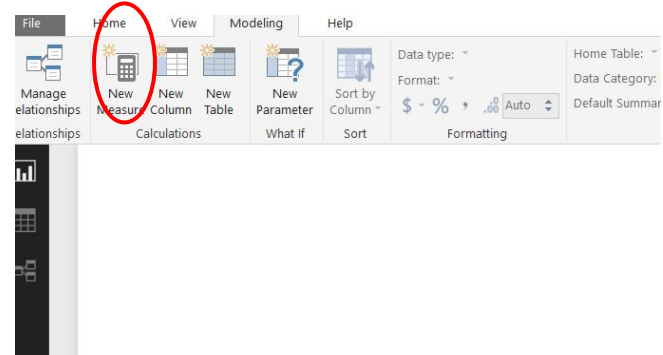 File Home View Modeling Help
Manage
elationships
elationships
New
Measure
New
Column
New
Table
Calculations
New
Parameter
What If
Sort by
Column
Sort
Data type:
Format:
$ - % , .00 Auto
Formatting
Home Table:
Data Category:
Default Summar